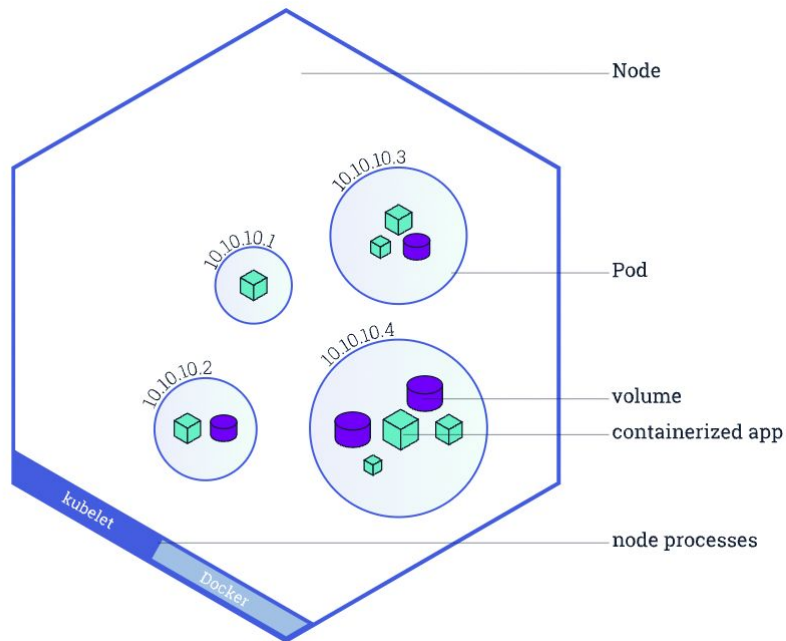 Node
10.10.10.3
10.10.10.1
Pod
10.10.10.4
10.10.10.2
volume
containerized app
kubelet
node processes
Docker